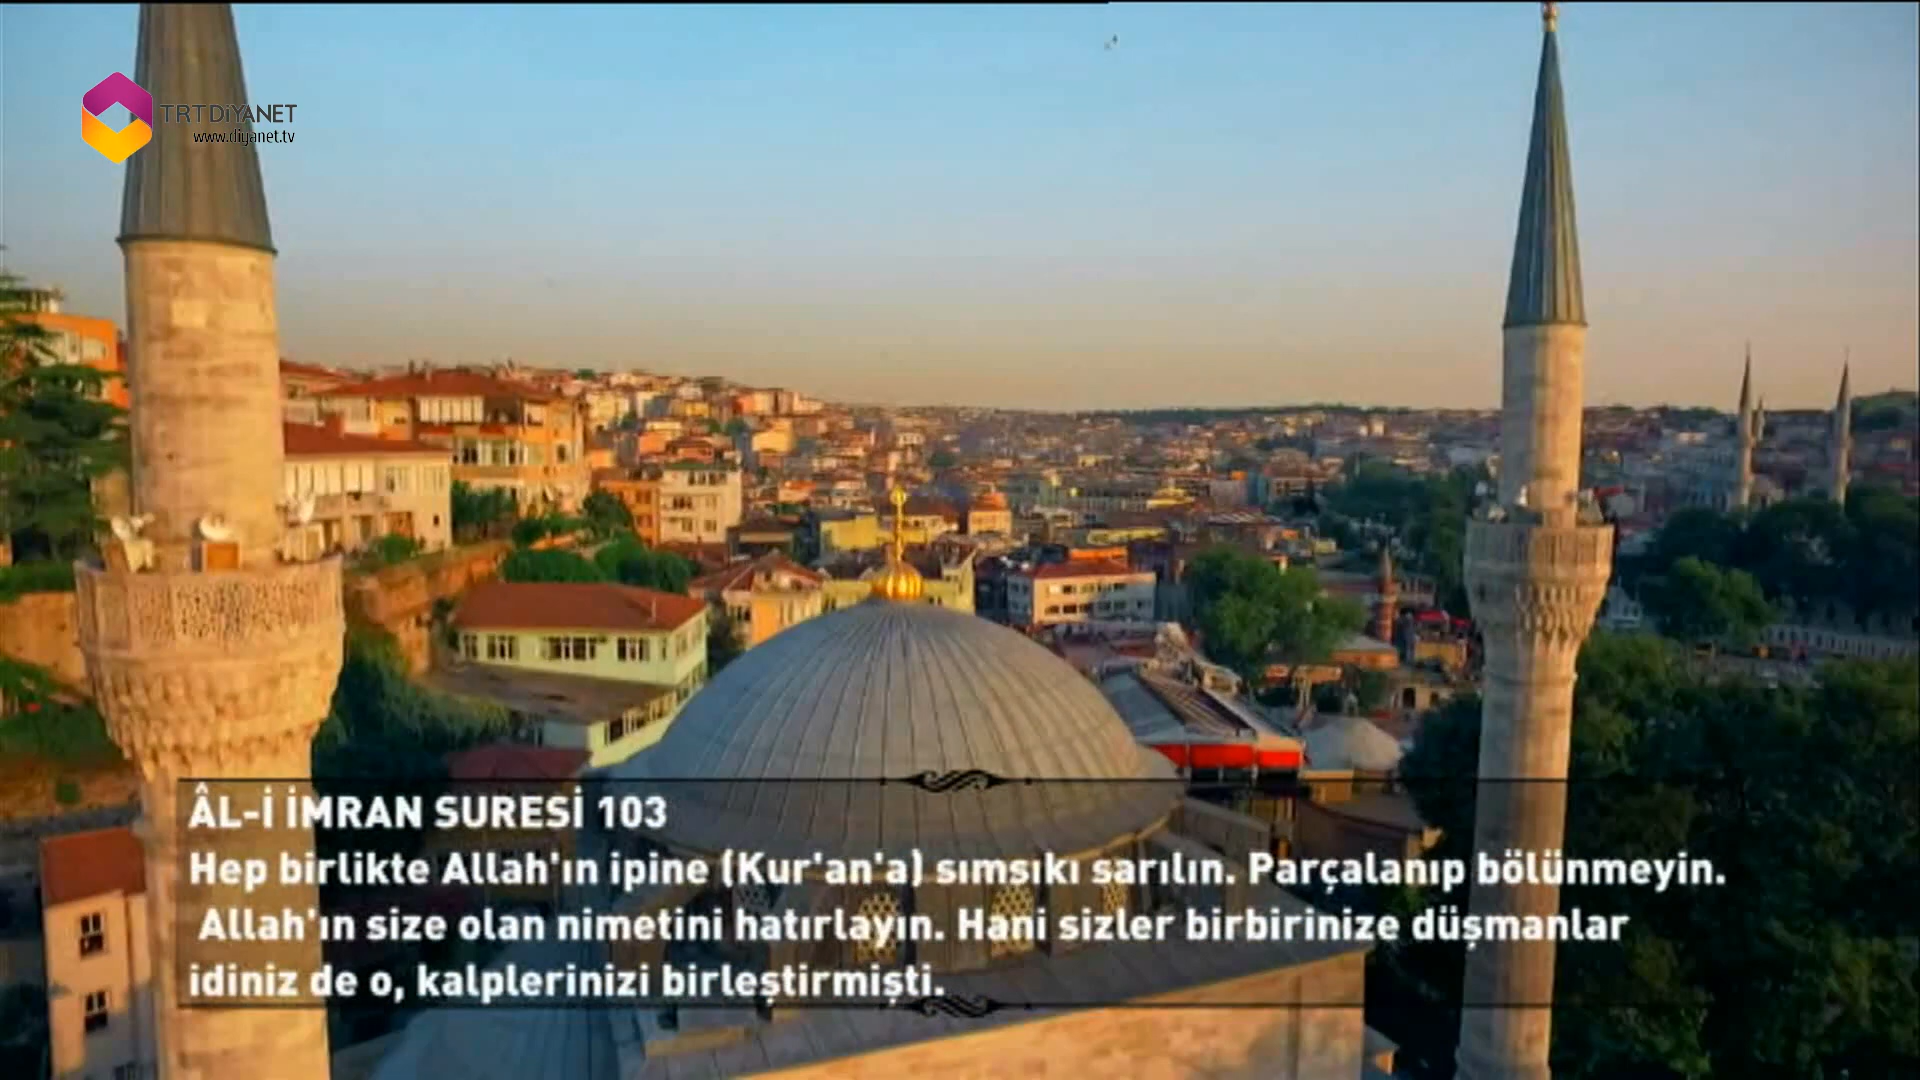 TRT DİYANET
www.diyanet.tv
ÂL-İ İMRAN SURESİ 103
Hep birlikte Allah'ın ipine (Kur'an'a) sımsıkı sarılın. Parçalanıp bölünmeyin.
Allah'ın size olan nimetini hatırlayın. Hani sizler birbirinize düşmanlar
idiniz de o, kalplerinizi birleştirmişti.